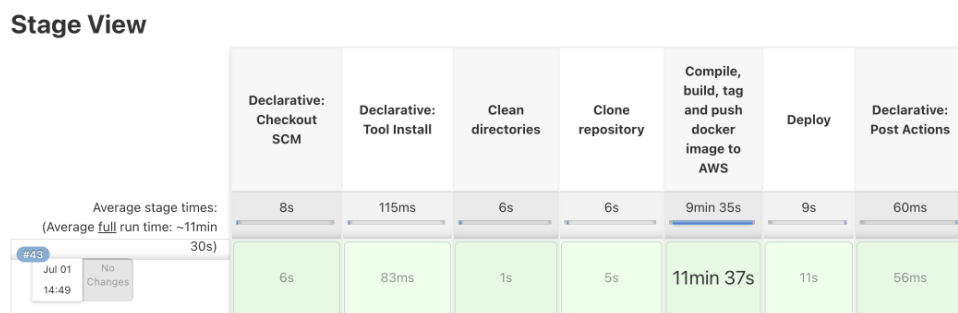 Stage View
Declarative:
Checkout
SCM
Declarative:
Tool Install
Clean
directories
Clone
repository
Compile,
build, tag
and push
docker
image to
AWS
Deploy
Declarative:
Post Actions
Average stage times:
(Average full run time: ~11min
30s)
8s
115ms
6s
6s
9min 35s
9s
60ms
#43
Jul 01
14:49
No
Changes
6s
83ms
1s
5s
11min 37s
11s
56ms